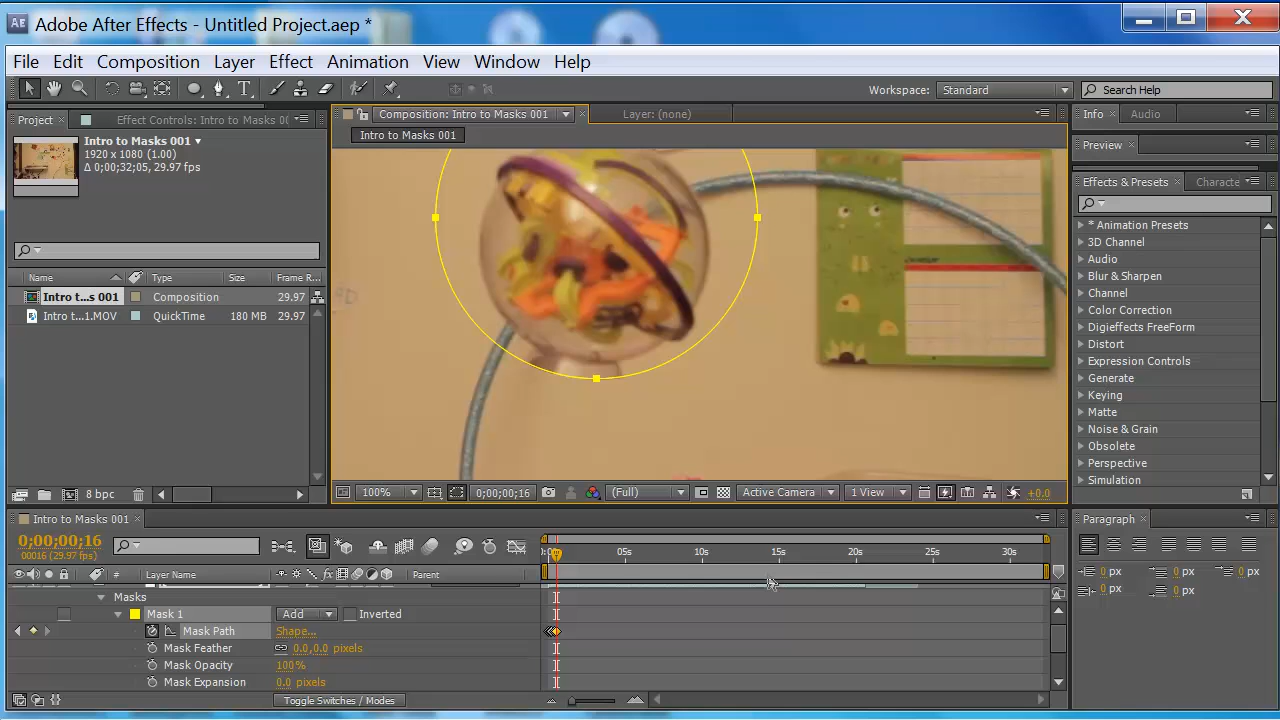 Adobe After Effects - Untitled Project.aep *
File Edit Composition Layer Effect Animation View Window Help
Workspace: Standard Search Help
Project Effect Controls: Intro to Masks 00 Composition: Intro to Masks 001 Layer: (none) Info Audio
Intro to Masks 001
Intro to Masks 001
1920 x 1080 (1.00)
Δ 0;00;32;05, 29.97 fps
Preview
Effects & Presets Characte
* Animation Presets
3D Channel
Audio
Blur & Sharpen
Channel
Color Correction
Digieffects FreeForm
Distort
Expression Controls
Generate
Keying
Matte
Noise & Grain
Obsolete
Perspective
Simulation
Name Type Size Frame R...
Intro t...s 001 Composition 29.97
Intro t...1.MOV QuickTime 180 MB 29.97
8 bpc
100% 0;00;00;16 (Full) Active Camera 1 View +0.0
Intro to Masks 001
0;00;00;16
00016 (29.97 fps)
05s 10s 15s 20s 25s 30s
# Layer Name Parent
Masks
Mask 1 Add Inverted
Mask Path Shape...
Mask Feather 0.0,0.0 pixels
Mask Opacity 100%
Mask Expansion 0.0 pixels
Toggle Switches / Modes
Paragraph
0 px 0 px 0 px
0 px 0 px